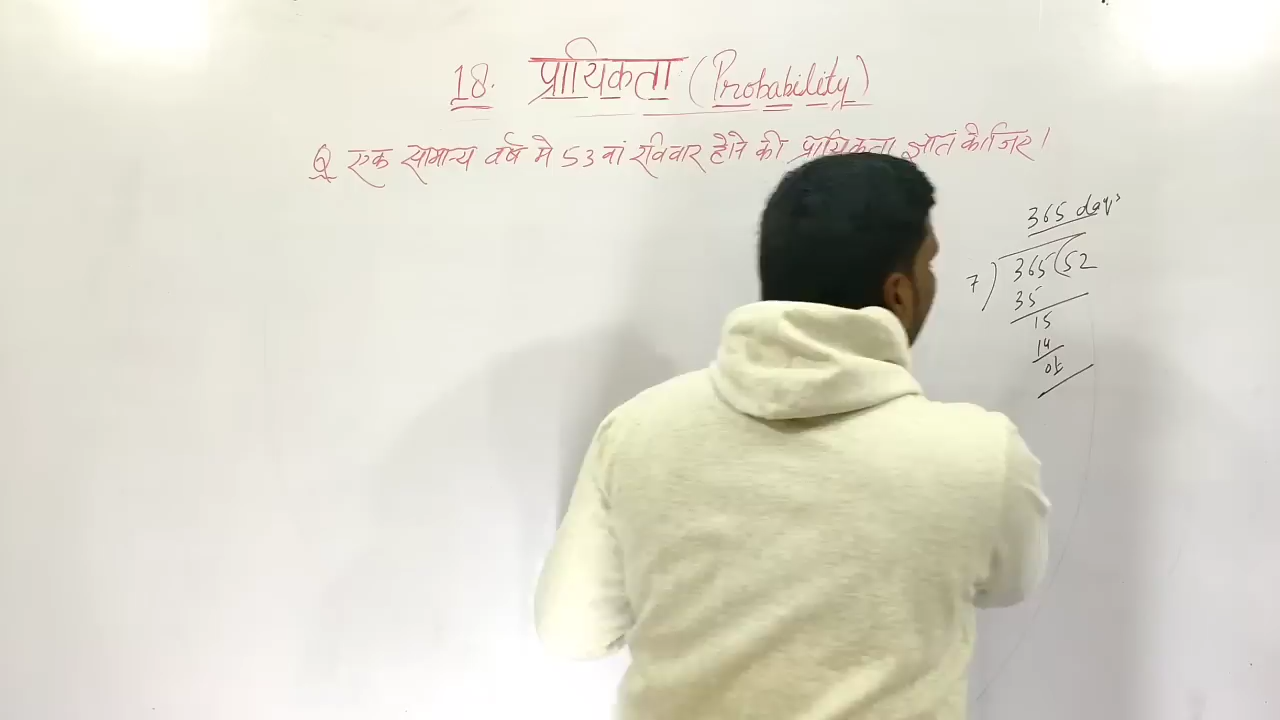 18. प्रायिकता (Probability)
Q एक सामान्य वर्ष मे 53 वां रविवार होने की प्रायिकता ज्ञात कीजिए।
365 days
7) 365 (52
35
15
14
01